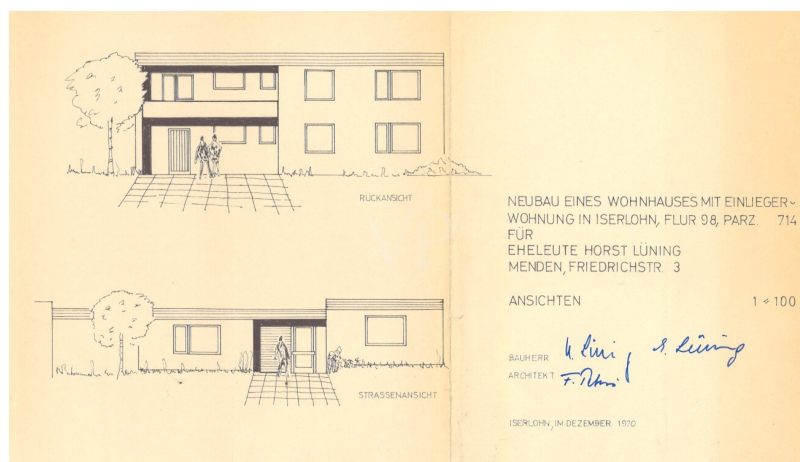 RÜCKANSICHT
STRASSENANSICHT
NEUBAU EINES WOHNHAUSES MIT EINLIEGER-
WOHNUNG IN ISERLOHN, FLUR 98, PARZ. 714
FÜR
EHELEUTE HORST LÜNING
MENDEN, FRIEDRICHSTR. 3
ANSICHTEN 1 : 100
BAUHERR
ARCHITEKT
ISERLOHN, IM DEZEMBER 1970